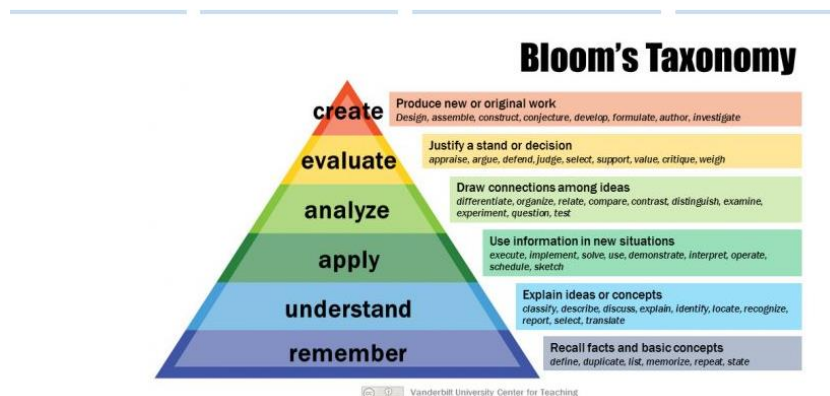 Bloom's Taxonomy
create
Produce new or original work
Design, assemble, construct, conjecture, develop, formulate, author, investigate
evaluate
Justify a stand or decision
appraise, argue, defend, judge, select, support, value, critique, weigh
analyze
Draw connections among ideas
differentiate, organize, relate, compare, contrast, distinguish, examine,
experiment, question, test
apply
Use information in new situations
execute, implement, solve, use, demonstrate, interpret, operate,
schedule, sketch
understand
Explain ideas or concepts
classify, describe, discuss, explain, identify, locate, recognize,
report, select, translate
remember
Recall facts and basic concepts
define, duplicate, list, memorize, repeat, state
Vanderbilt University Center for Teaching